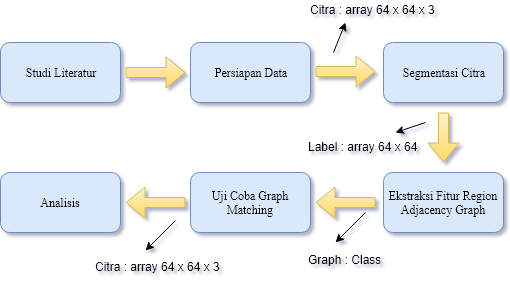 Citra : array 64 x 64 x 3
Studi Literatur
Persiapan Data
Segmentasi Citra
Label : array 64 x 64
Ekstraksi Fitur Region
Adjacency Graph
Uji Coba Graph
Matching
Analisis
Graph : Class
Citra : array 64 x 64 x 3